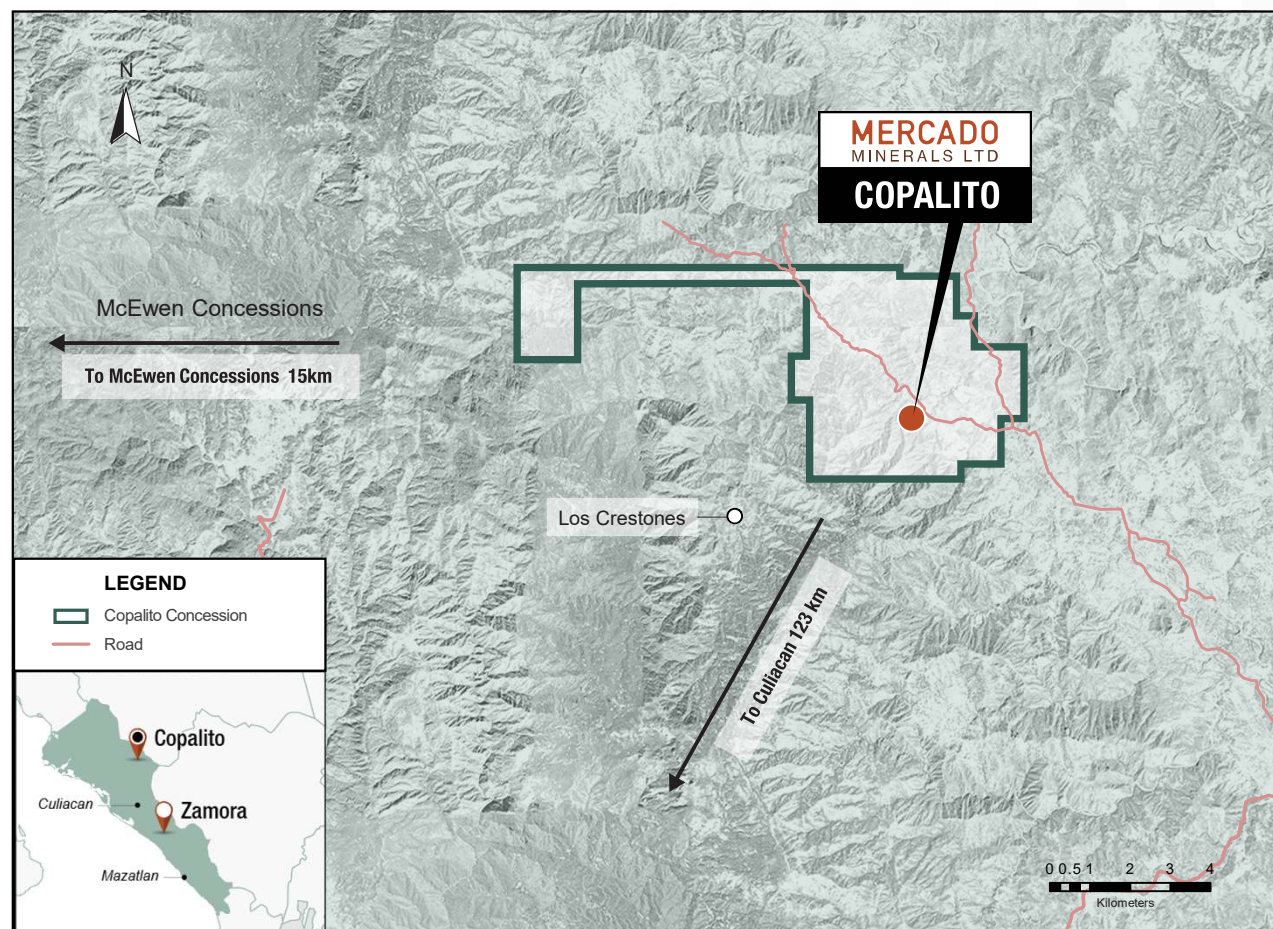 N
MERCADO
MINERALS LTD
COPALITO
McEwen Concessions
To McEwen Concessions 15km
Los Crestones
To Culiacan 123 km
LEGEND
Copalito Concession
Road
Copalito
Culiacan
Zamora
Mazatlan
0 0.5 1 2 3 4
Kilometers